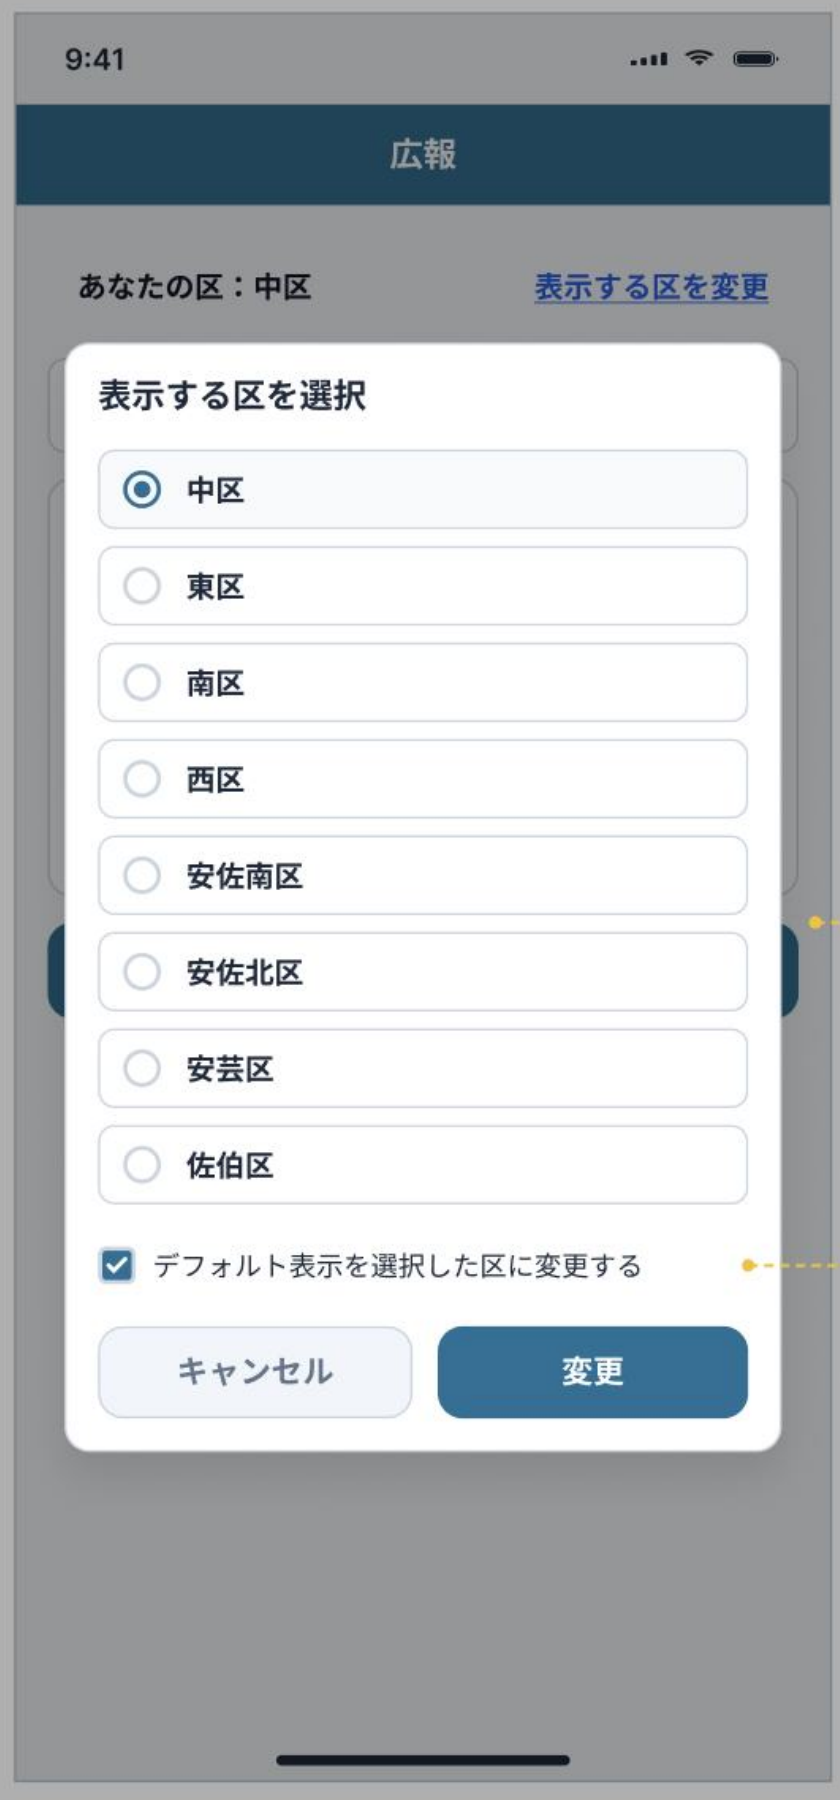 9:41
広報
あなたの区：中区
表示する区を変更
表示する区を選択
中区
東区
南区
西区
安佐南区
安佐北区
安芸区
佐伯区
デフォルト表示を選択した区に変更する
キャンセル
変更